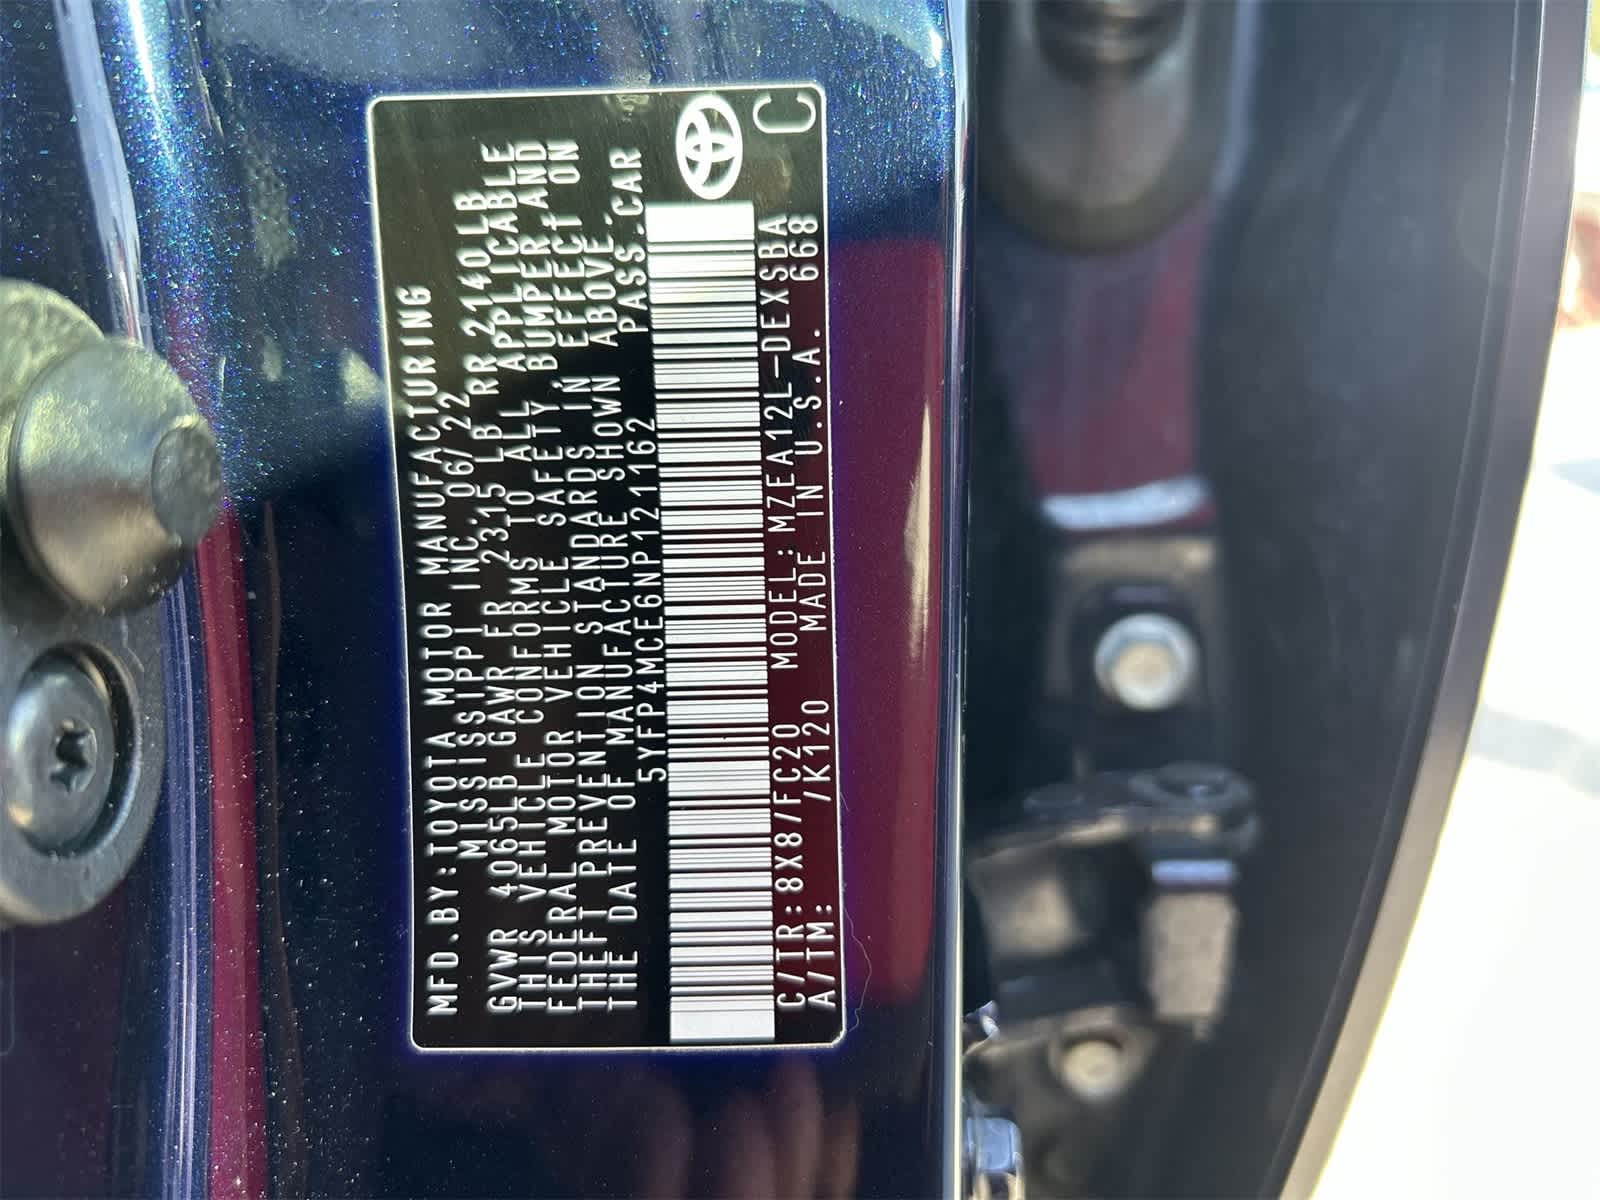 MFD.BY:TOYOTA MOTOR MANUFACTURING
MISSISSIPPI INC. 06/22
GVWR 4065LB GAWR FR 2315 LB RR 2140LB
THIS VEHICLE CONFORMS TO ALL APPLICABLE
FEDERAL MOTOR VEHICLE SAFETY, BUMPER, AND
THEFT PREVENTION STANDARDS IN EFFECT ON
THE DATE OF MANUFACTURE SHOWN ABOVE.
5YFP4MCE6NP121162 PASS.CAR
C/TR:8X8/FC20 MODEL:MZEA12L-DEXSBA
A/TM: /K120 MADE IN U.S.A. 668
C